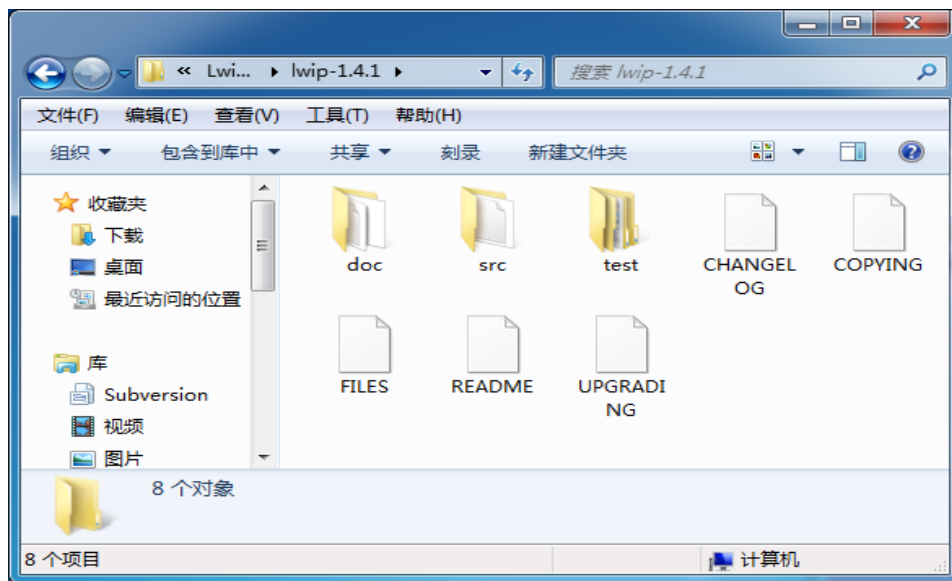 « Lwi... ▸ lwip-1.4.1 ▸
搜索 lwip-1.4.1
文件(F) 编辑(E) 查看(V) 工具(T) 帮助(H)
组织 包含到库中 共享 刻录 新建文件夹
收藏夹
下载
桌面
最近访问的位置
库
Subversion
视频
图片
doc src test CHANGEL COPYING
OG
FILES README UPGRADI
NG
8 个对象
8 个项目 计算机